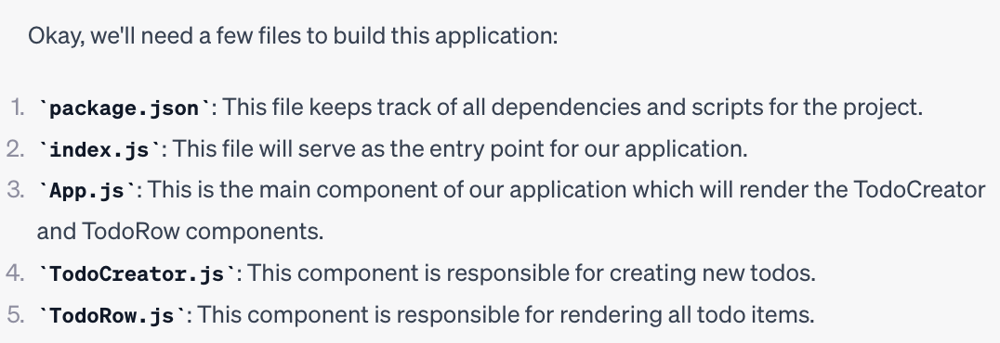 Okay, we'll need a few files to build this application:
1. `package.json`: This file keeps track of all dependencies and scripts for the project.
2. `index.js`: This file will serve as the entry point for our application.
3. `App.js`: This is the main component of our application which will render the TodoCreator
and TodoRow components.
4. `TodoCreator.js`: This component is responsible for creating new todos.
5. `TodoRow.js`: This component is responsible for rendering all todo items.